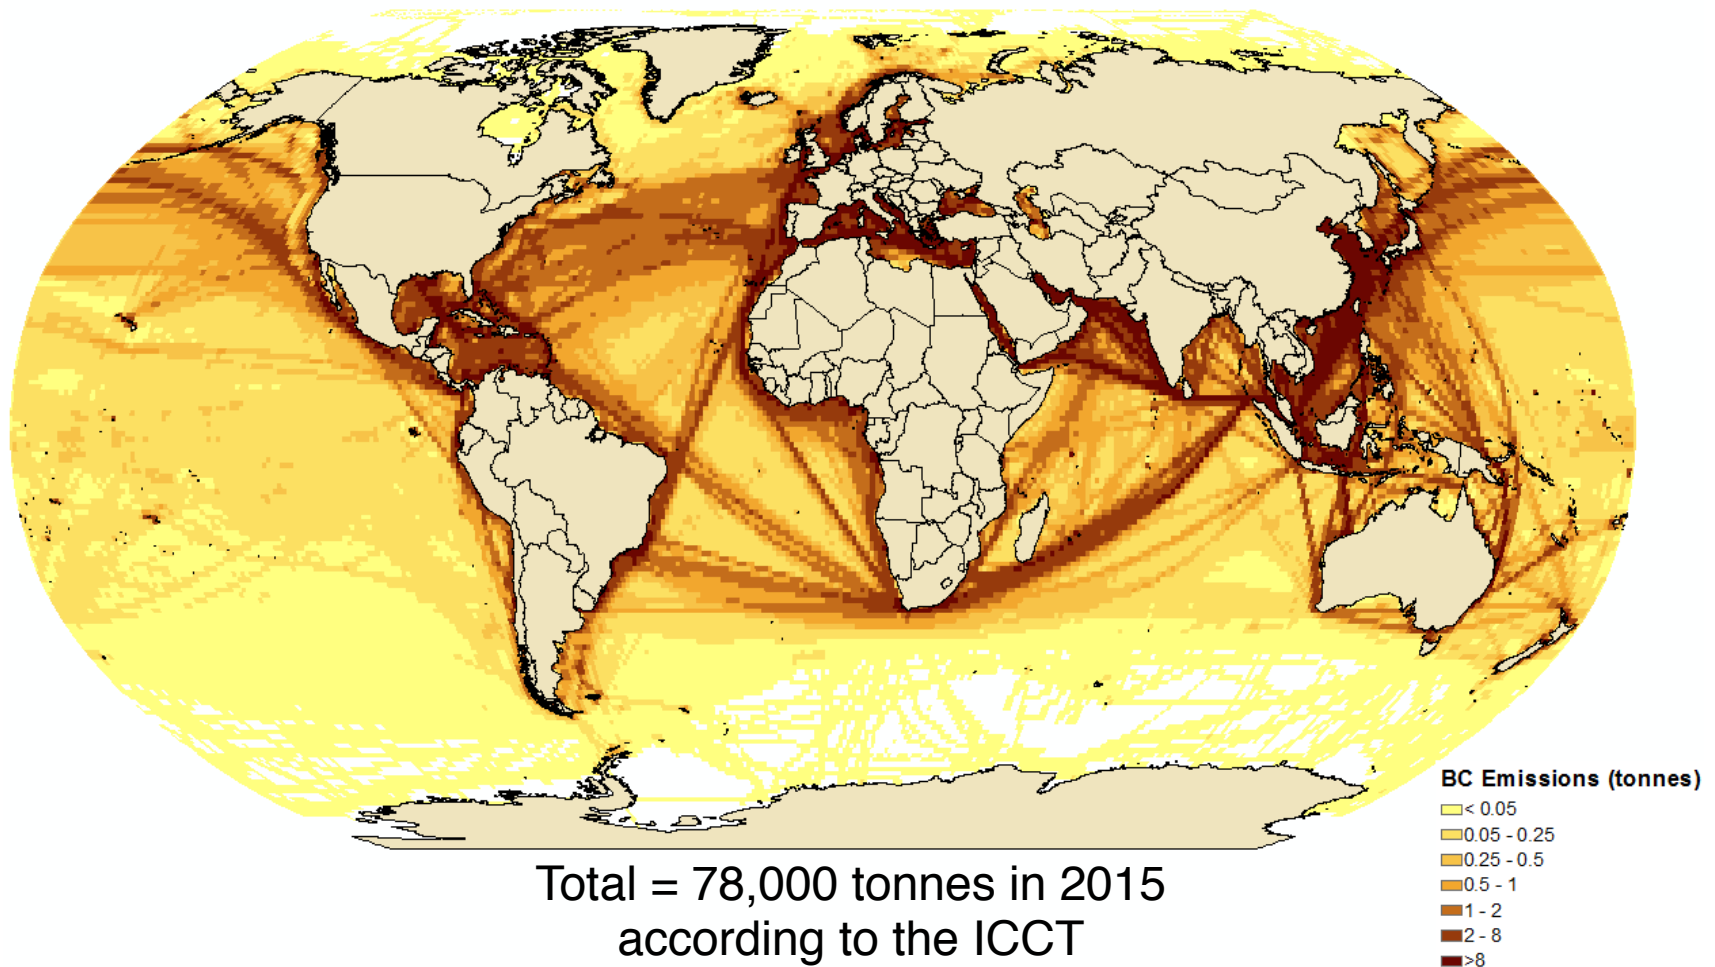 BC Emissions (tonnes)
< 0.05
0.05 - 0.25
0.25 - 0.5
0.5 - 1
1 - 2
2 - 8
>8
Total = 78,000 tonnes in 2015
according to the ICCT